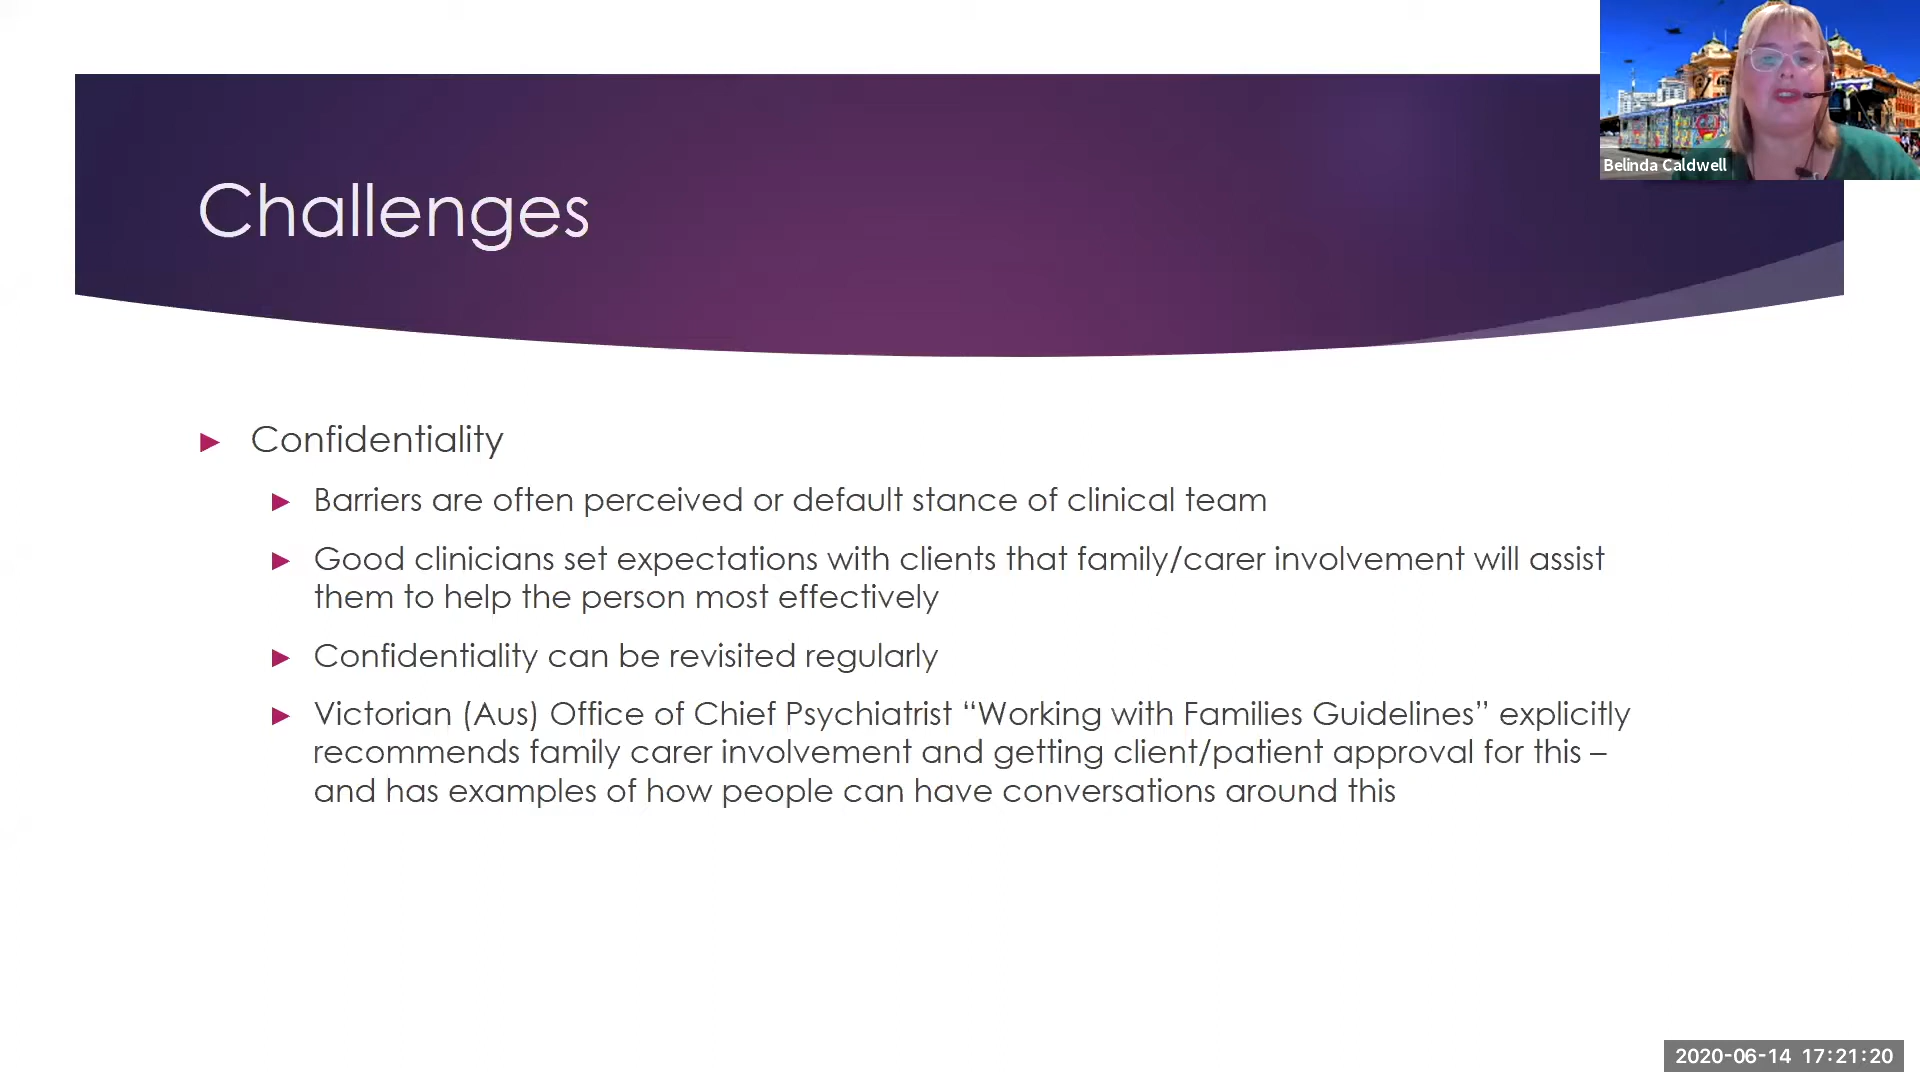 Belinda Caldwell
Challenges
► Confidentiality
► Barriers are often perceived or default stance of clinical team
► Good clinicians set expectations with clients that family/carer involvement will assist
them to help the person most effectively
► Confidentiality can be revisited regularly
► Victorian (Aus) Office of Chief Psychiatrist “Working with Families Guidelines” explicitly
recommends family carer involvement and getting client/patient approval for this –
and has examples of how people can have conversations around this
2020-06-14 17:21:20